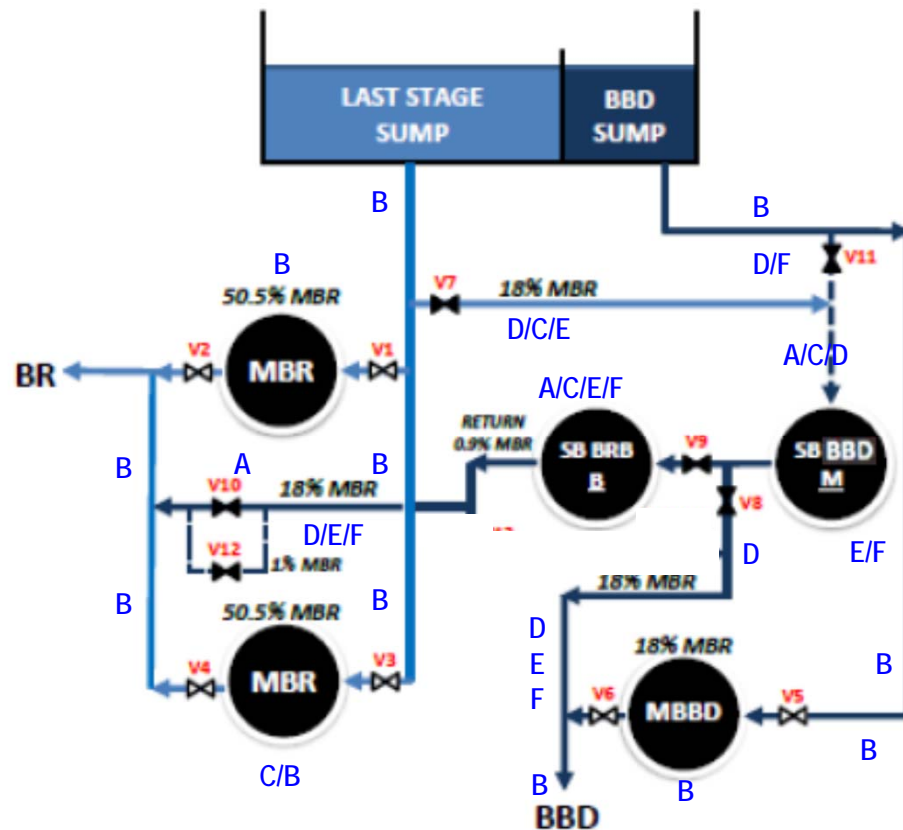 LAST STAGE
SUMP
BBD
SUMP
B
B
B
D/F
V11
50.5% MBR
V7
18% MBR
D/C/E
V2
MBR
V1
BR
A/C/D
A/C/E/F
RETURN
0.9% MBR
SB BRB
B
V9
SB BBD
M
B
A
B
V10
18% MBR
V8
D/E/F
V12
1% MBR
D
E/F
B
B
18% MBR
50.5% MBR
D
E
F
18% MBR
B
V4
MBR
V3
V6
MBBD
V5
B
C/B
B
BBD
B